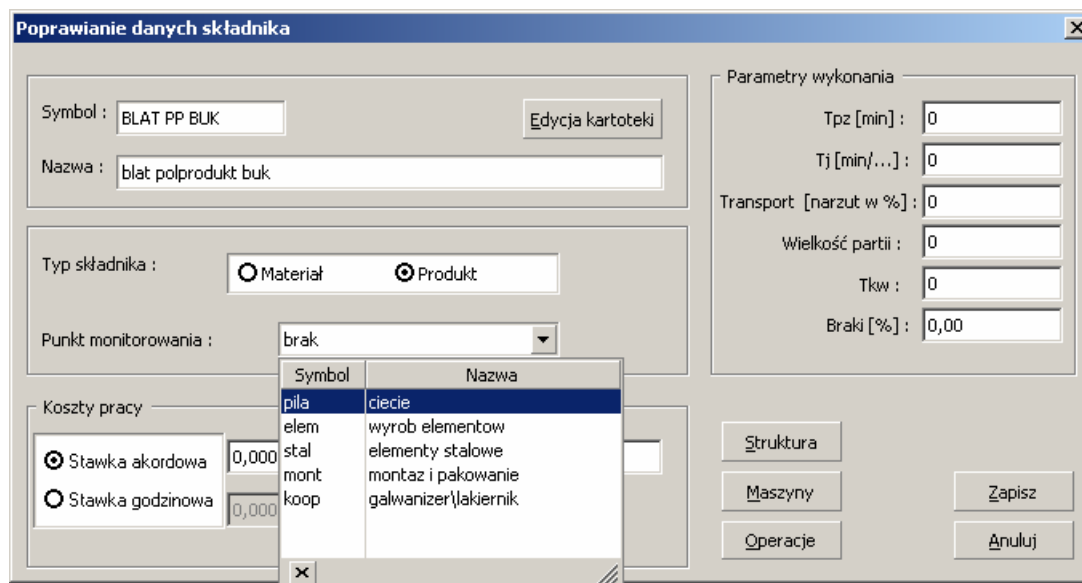 Poprawianie danych składnika
Symbol : BLAT PP BUK
Edycja kartoteki
Nazwa : blat polprodukt buk
Typ składnika : Materiał Produkt
Punkt monitorowania : brak
Symbol Nazwa
pila ciecie
elem wyrob elementow
stal elementy stalowe
mont montaz i pakowanie
koop galwanizer\lakiernik
Koszty pracy
Stawka akordowa 0,000
Stawka godzinowa 0,000
Parametry wykonania
Tpz [min] : 0
Tj [min/...] : 0
Transport [narzut w %] : 0
Wielkość partii : 0
Tkw : 0
Braki [%] : 0,00
Struktura
Maszyny
Operacje
Zapisz
Anuluj